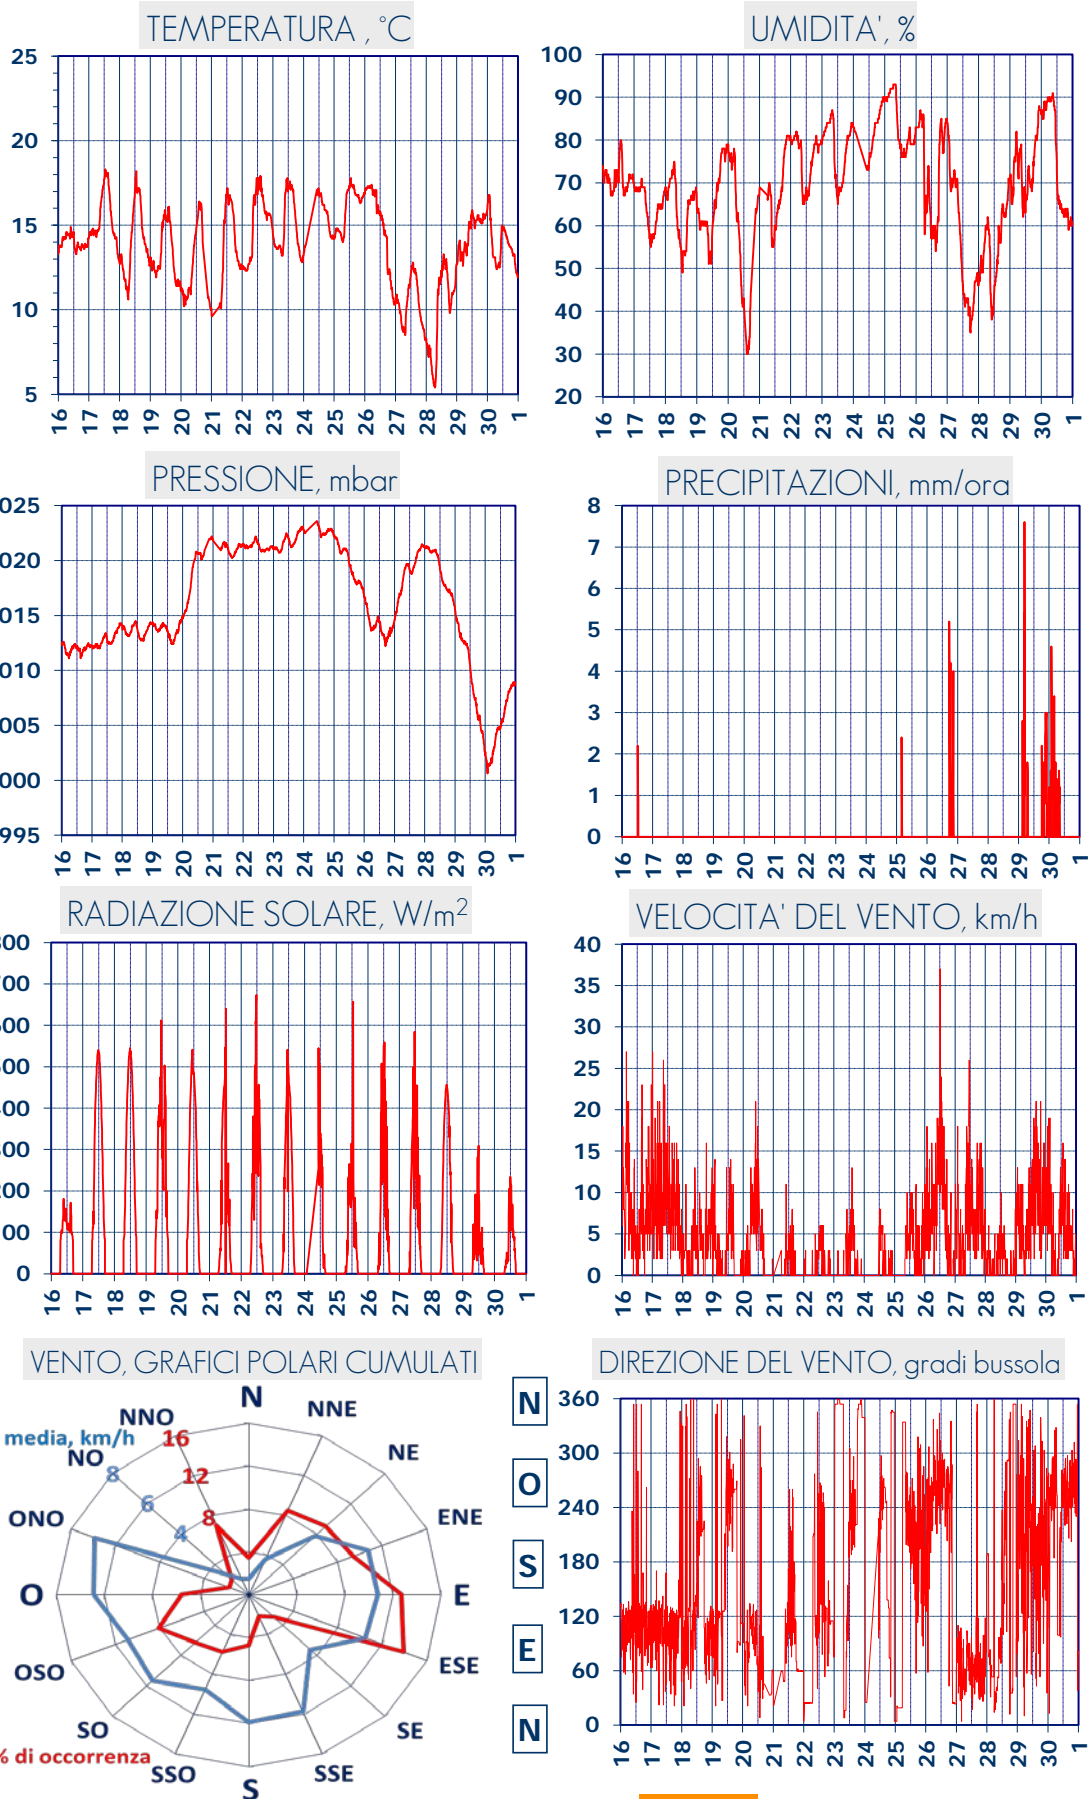 TEMPERATURA , °C
25
20
15
10
5
16 17 18 19 20 21 22 23 24 25 26 27 28 29 30 1
UMIDITA', %
100
90
80
70
60
50
40
30
20
16 17 18 19 20 21 22 23 24 25 26 27 28 29 30 1
PRESSIONE, mbar
025
020
015
010
005
000
995
16 17 18 19 20 21 22 23 24 25 26 27 28 29 30 1
PRECIPITAZIONI, mm/ora
8
7
6
5
4
3
2
1
0
16 17 18 19 20 21 22 23 24 25 26 27 28 29 30 1
RADIAZIONE SOLARE, W/m²
800
700
600
500
400
300
200
100
0
16 17 18 19 20 21 22 23 24 25 26 27 28 29 30 1
VELOCITA' DEL VENTO, km/h
40
35
30
25
20
15
10
5
0
16 17 18 19 20 21 22 23 24 25 26 27 28 29 30 1
VENTO, GRAFICI POLARI CUMULATI
N
NNO NNE
media, km/h 16
NO NE
8 12
6 8
4
ONO ENE
O E
OSO ESE
SO SE
% di occorrenza
SSO SSE
S
DIREZIONE DEL VENTO, gradi bussola
N
O
S
E
N
360
300
240
180
120
60
0
16 17 18 19 20 21 22 23 24 25 26 27 28 29 30 1